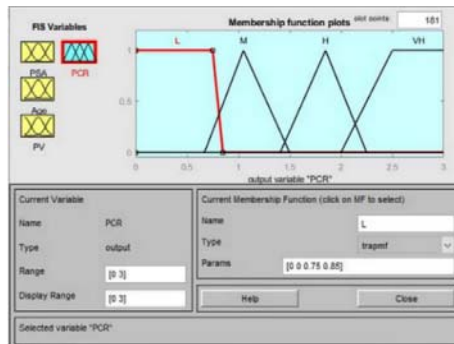 FIS Variables
Membership function plots
plot points:
181
PSA
PCR
Age
PV
L
M
H
VH
1
0.5
0
0
0.5
1
1.5
2
2.5
3
output variable "PCR"
Current Variable
Name
PCR
Type
output
Range
[0 3]
Display Range
[0 3]
Current Membership Function (click on MF to select)
Name
L
Type
trapmf
Params
[0 0 0.75 0.85]
Help
Close
Selected variable "PCR"